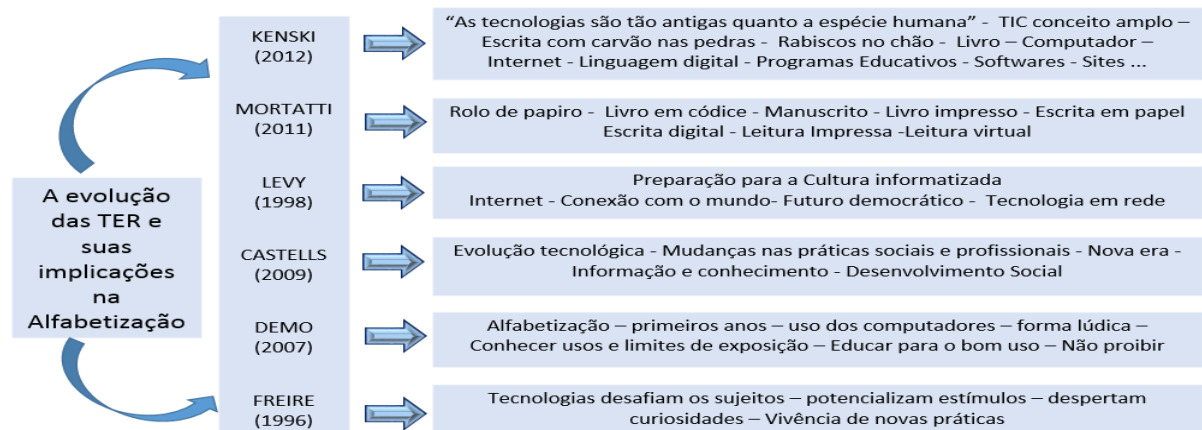 A evolução
das TER e
suas
implicações
na
Alfabetização
KENSKI
(2012)
“As tecnologias são tão antigas quanto a espécie humana” - TIC conceito amplo –
Escrita com carvão nas pedras - Rabiscos no chão - Livro – Computador –
Internet - Linguagem digital - Programas Educativos - Softwares - Sites ...
MORTATTI
(2011)
Rolo de papiro - Livro em códice - Manuscrito - Livro impresso - Escrita em papel
Escrita digital - Leitura Impressa -Leitura virtual
LEVY
(1998)
Preparação para a Cultura informatizada
Internet - Conexão com o mundo- Futuro democrático - Tecnologia em rede
CASTELLS
(2009)
Evolução tecnológica - Mudanças nas práticas sociais e profissionais - Nova era -
Informação e conhecimento - Desenvolvimento Social
DEMO
(2007)
Alfabetização – primeiros anos – uso dos computadores – forma lúdica –
Conhecer usos e limites de exposição – Educar para o bom uso – Não proibir
FREIRE
(1996)
Tecnologias desafiam os sujeitos – potencializam estímulos – despertam
curiosidades – Vivência de novas práticas